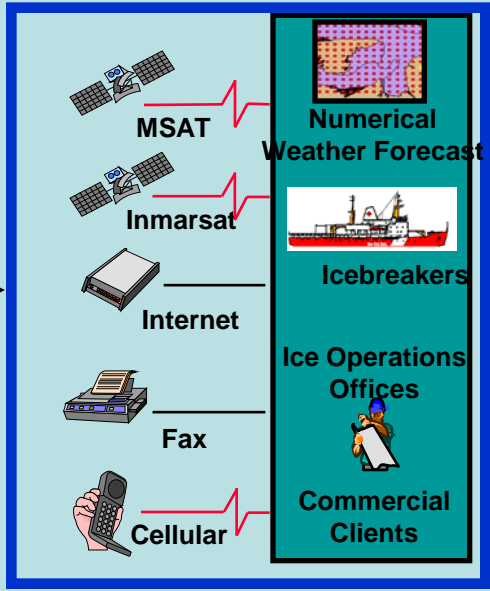 MSAT
Inmarsat
Internet
Fax
Cellular
Numerical
Weather Forecast
Icebreakers
Ice Operations
Offices
Commercial
Clients